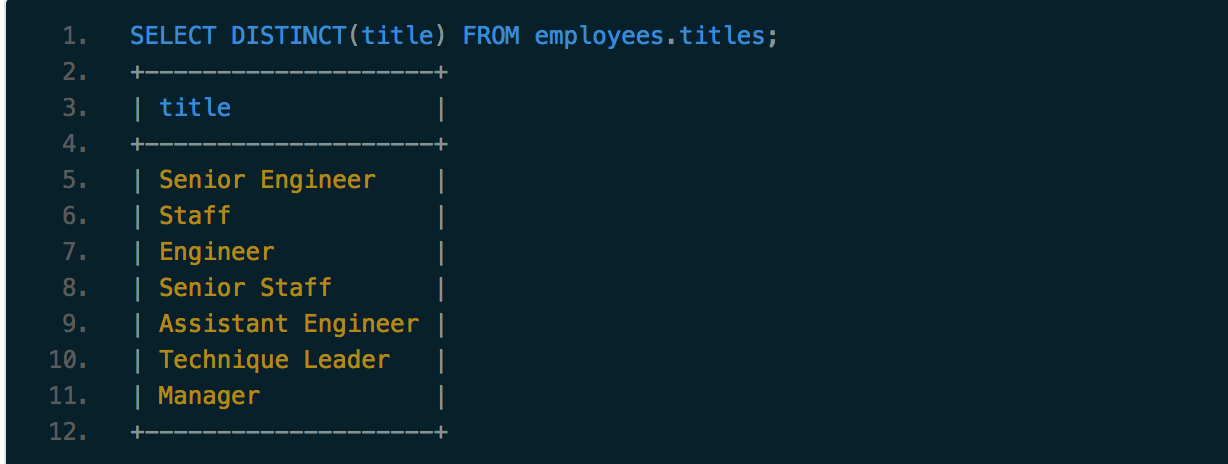 1. SELECT DISTINCT(title) FROM employees.titles;
2. +--------------------+
3. | title              |
4. +--------------------+
5. | Senior Engineer    |
6. | Staff              |
7. | Engineer           |
8. | Senior Staff       |
9. | Assistant Engineer |
10. | Technique Leader   |
11. | Manager            |
12. +--------------------+